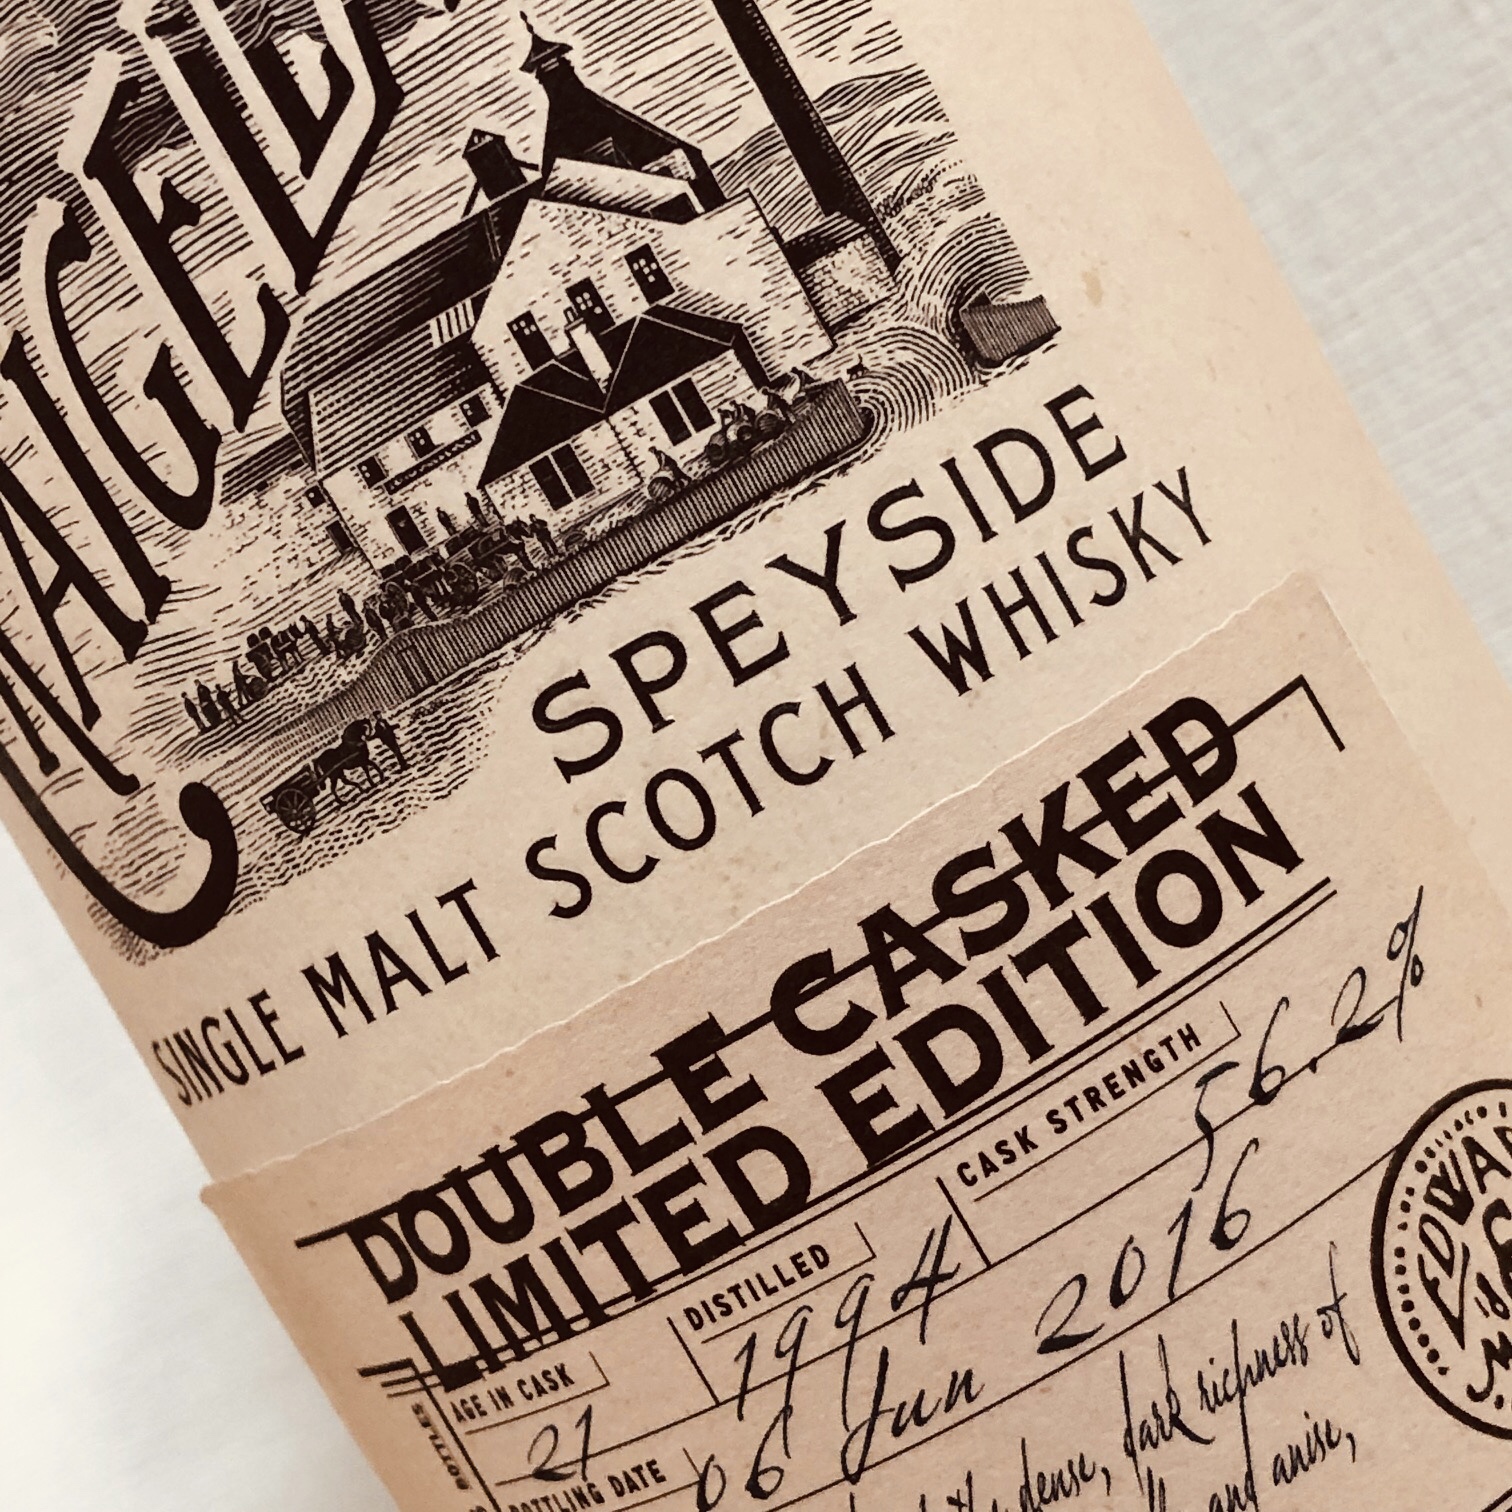 SPEYSIDE
SINGLE MALT SCOTCH WHISKY
DOUBLE CASKED
LIMITED EDITION
AGE IN CASK
21
DISTILLED
1994
CASK STRENGTH
56.2%
BOTTLES
BOTTLING DATE
06 Jun 2016
dense, dark richness of
and anise,